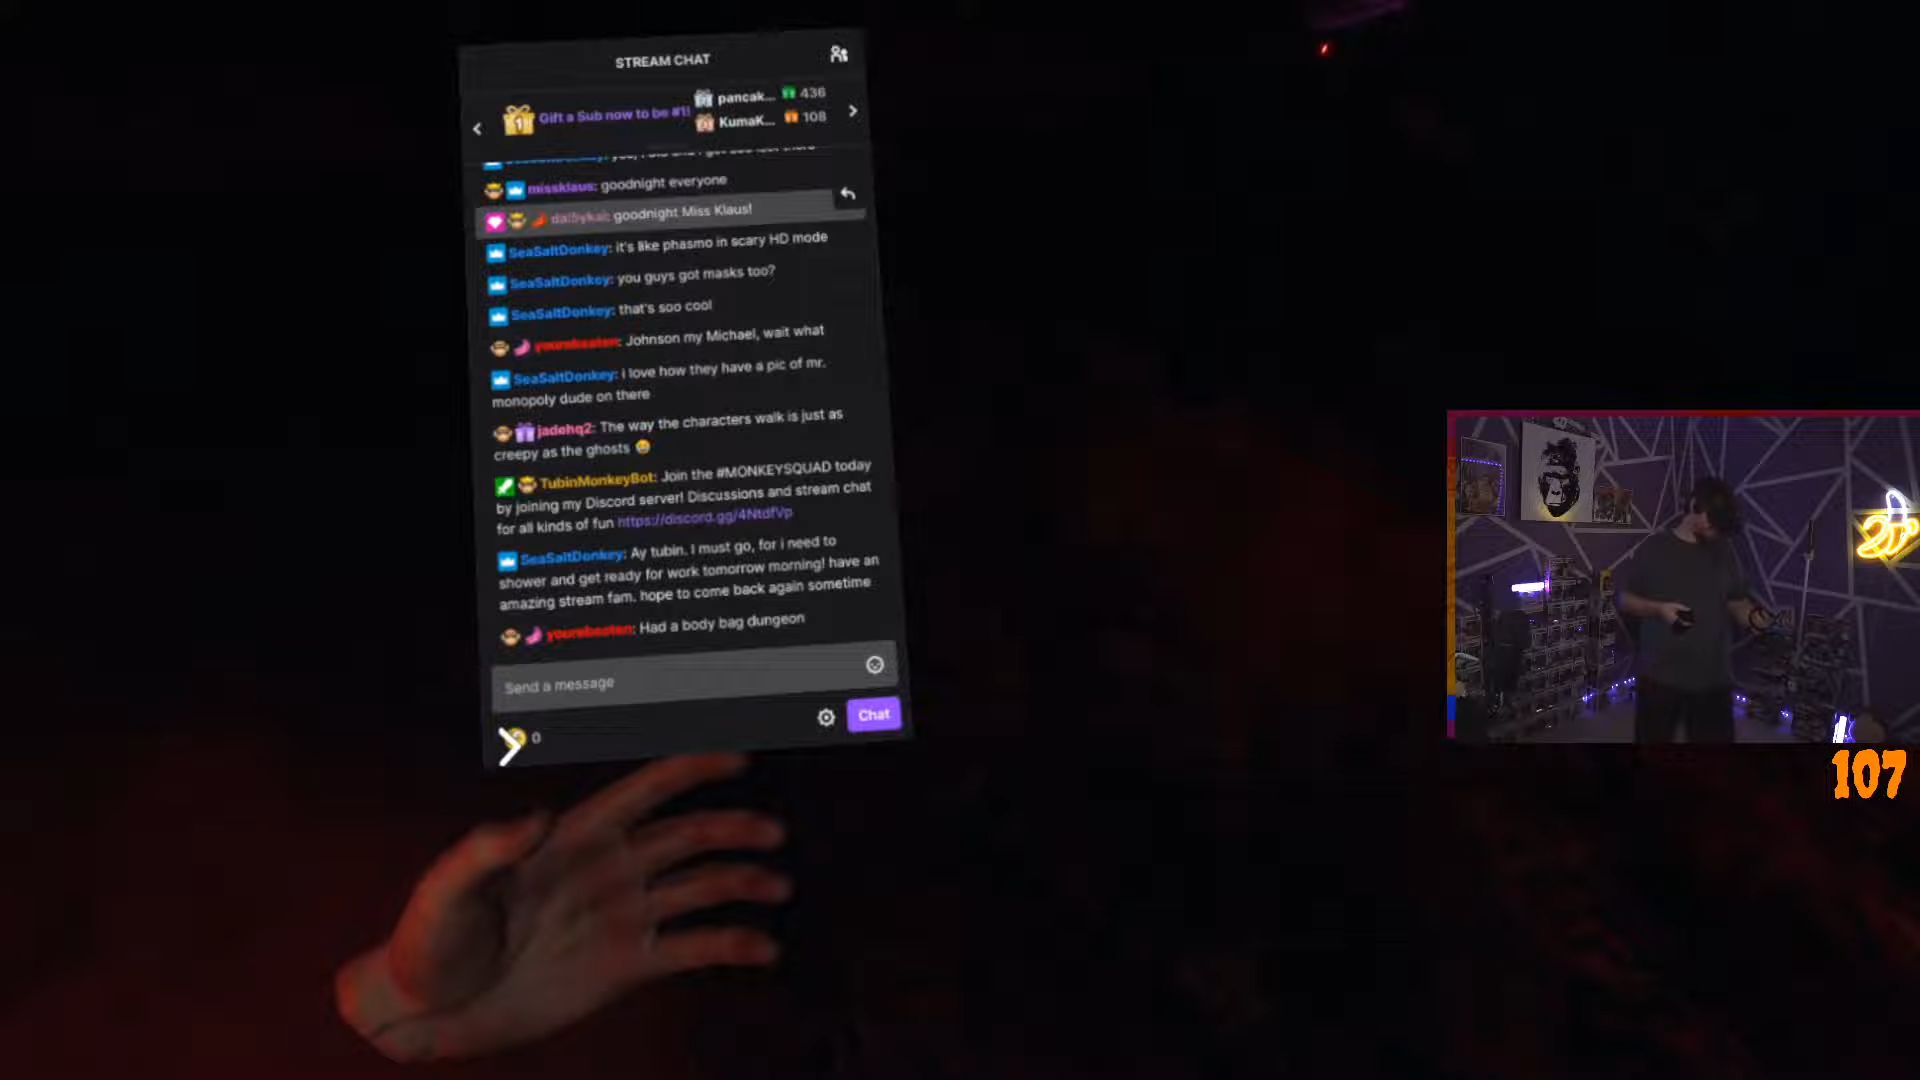 STREAM CHAT
Gift a Sub now to be #1!
pancak... 436
KumaK... 108
missklaus: goodnight everyone
goodnight Miss Klaus!
SeaSaltDonkey: it's like phasmo in scary HD mode
SeaSaltDonkey: you guys got masks too?
SeaSaltDonkey: that's soo cool
yourebeaten: Johnson my Michael, wait what
SeaSaltDonkey: i love how they have a pic of mr.
monopoly dude on there
jadehq2: The way the characters walk is just as
creepy as the ghosts
TubinMonkeyBot: Join the #MONKEYSQUAD today
by joining my Discord server! Discussions and stream chat
for all kinds of fun https://discord.gg/4NtdfVp
SeaSaltDonkey: Ay tubin. I must go, for i need to
shower and get ready for work tomorrow morning! have an
amazing stream fam. hope to come back again sometime
yourebeaten: Had a body bag dungeon
Send a message
0
Chat
107